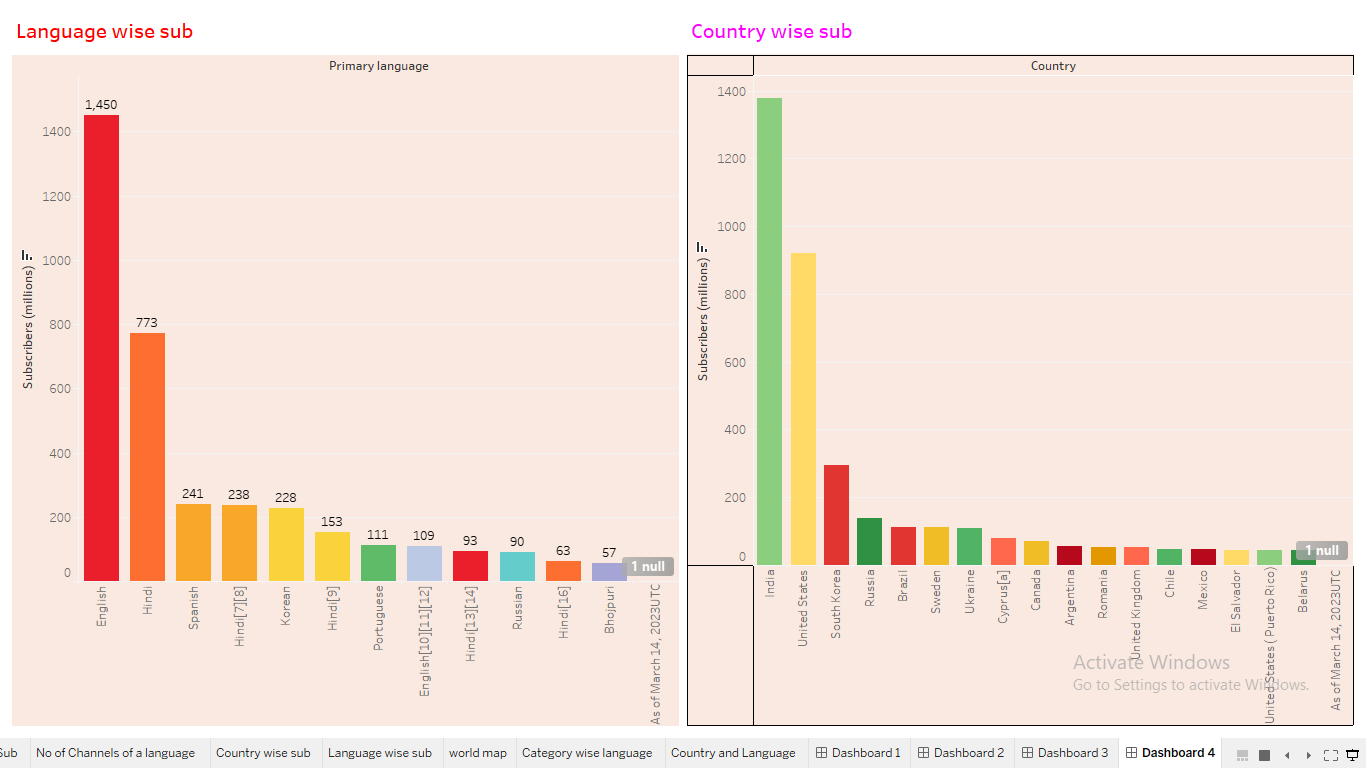 Language wise sub
Primary language
Subscribers (millions)
1400
1200
1000
800
600
400
200
0
1,450
773
241
238
228
153
111
109
93
90
63
57
1 null
English
Hindi
Spanish
Hindi[7][8]
Korean
Hindi[9]
Portuguese
English[10][11][12]
Hindi[13][14]
Russian
Hindi[16]
Bhojpuri
As of March 14, 2023UTC
Country wise sub
Country
Subscribers (millions)
1400
1200
1000
800
600
400
200
0
1 null
India
United States
South Korea
Russia
Brazil
Sweden
Ukraine
Cyprus[a]
Canada
Argentina
Romania
United Kingdom
Chile
Mexico
El Salvador
United States ( Puerto Rico)
Belarus
As of March 14, 2023UTC
Activate Windows
Go to Settings to activate Windows.
Sub No of Channels of a language Country wise sub Language wise sub world map Category wise language Country and Language Dashboard 1 Dashboard 2 Dashboard 3 Dashboard 4